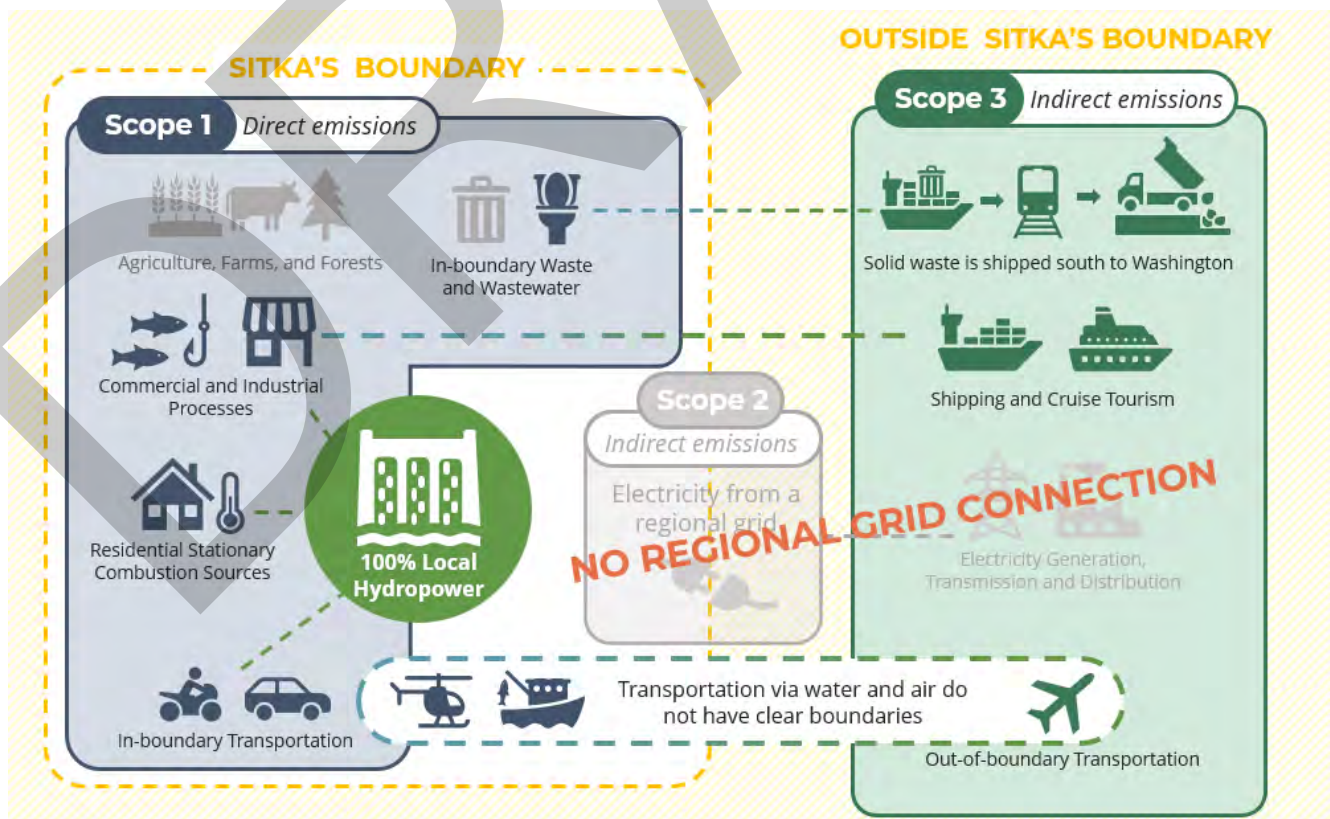 OUTSIDE SITKA'S BOUNDARY
SITKA'S BOUNDARY
Scope 1 Direct emissions
Agriculture, Farms, and Forests
In-boundary Waste
and Wastewater
Commercial and Industrial
Processes
Residential Stationary
Combustion Sources
100% Local
Hydropower
In-boundary Transportation
Scope 2
Indirect emissions
Electricity from a
regional grid
NO REGIONAL GRID CONNECTION
Transportation via water and air do
not have clear boundaries
Scope 3 Indirect emissions
Solid waste is shipped south to Washington
Shipping and Cruise Tourism
Electricity Generation,
Transmission and Distribution
Out-of-boundary Transportation